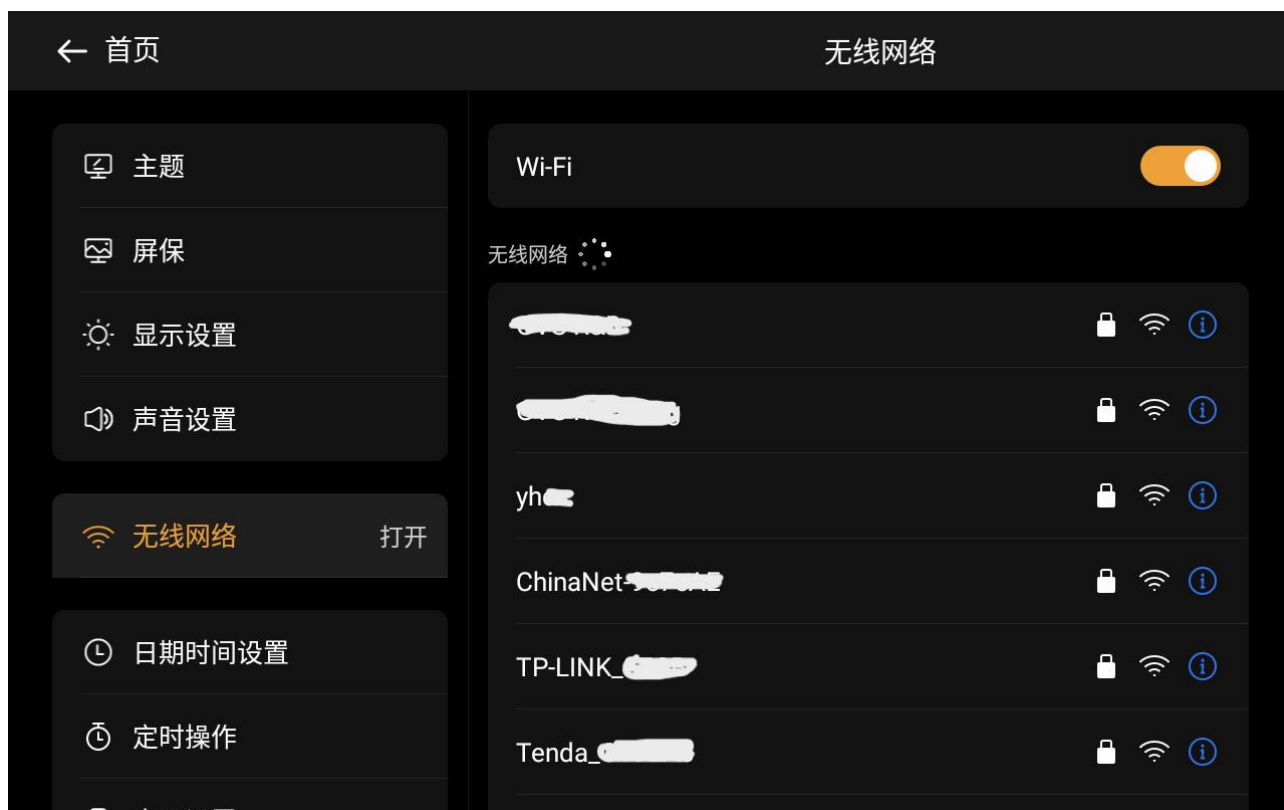 首页
无线网络
主题
屏保
显示设置
声音设置
无线网络 打开
日期时间设置
定时操作
Wi-Fi
无线网络
yh
ChinaNet-
TP-LINK_
Tenda_